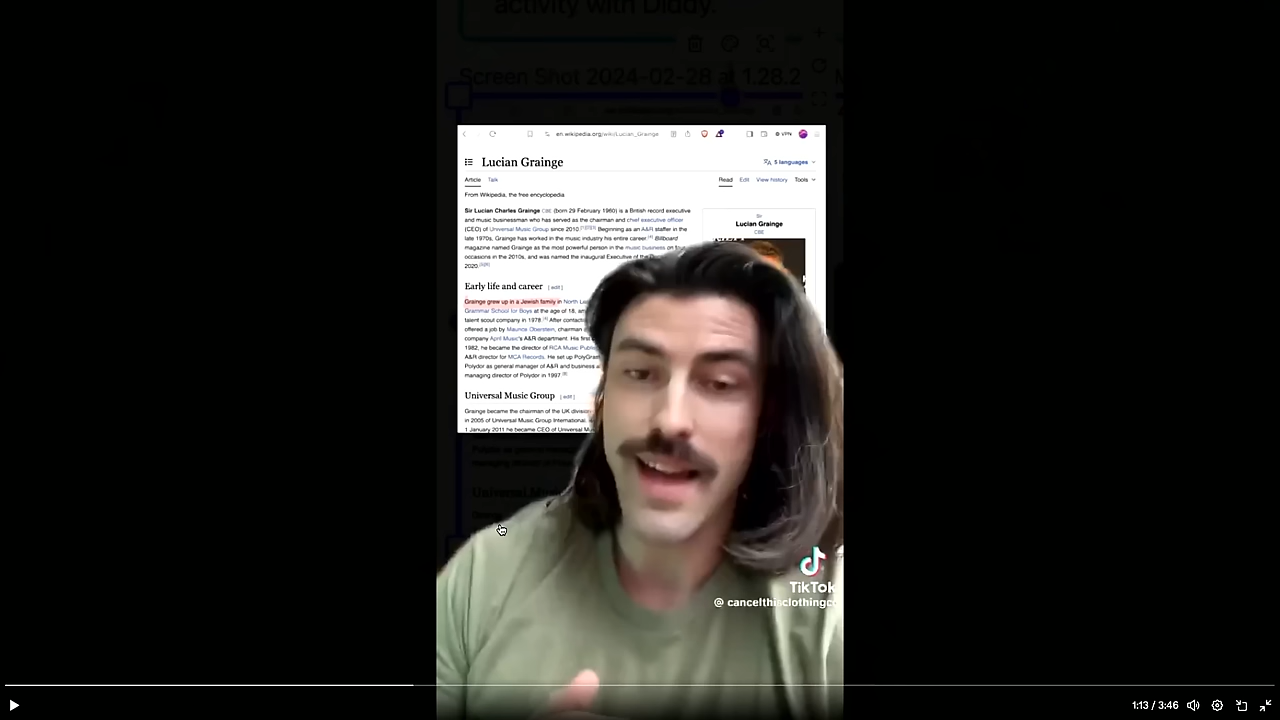 activity with Diddy.
Screen Shot 2024-02-28 at 1.28.2
en.wikipedia.org/wiki/Lucian_Grainge
VPN
Lucian Grainge
5 languages
Article Talk
Read Edit View history Tools
From Wikipedia, the free encyclopedia
Sir Lucian Charles Grainge CBE (born 29 February 1960) is a British record executive
and music businessman who has served as the chairman and chief executive officer
(CEO) of Universal Music Group since 2010. Beginning as an A&R staffer in the
late 1970s, Grainge has worked in the music industry his entire career. Billboard
magazine named Grainge as the most powerful person in the music business on four
occasions in the 2010s, and was named the inaugural Executive of the
2020.
Sir
Lucian Grainge
CBE
Early life and career [ edit ]
Grainge grew up in a Jewish family in North
Grammar School for Boys at the age of 18,
talent scout company in 1978. After
offered a job by Maurice Oberstein, chairman
company April Music's A&R department. His first
1982, he became the director of RCA Music
A&R director for MCA Records. He set up PolyGram
Polydor as general manager of A&R and business
managing director of Polydor in 1997.
Universal Music Group [ edit ]
Grainge became the chairman of the UK division
in 2005 of Universal Music Group International.
1 January 2011 he became CEO of Universal
TikTok
@ cancelthisclothingco
1:13 / 3:46